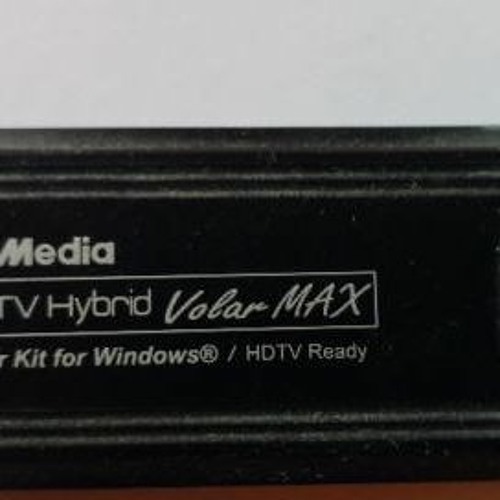 Media
TV Hybrid Volar MAX
r Kit for Windows® / HDTV Ready